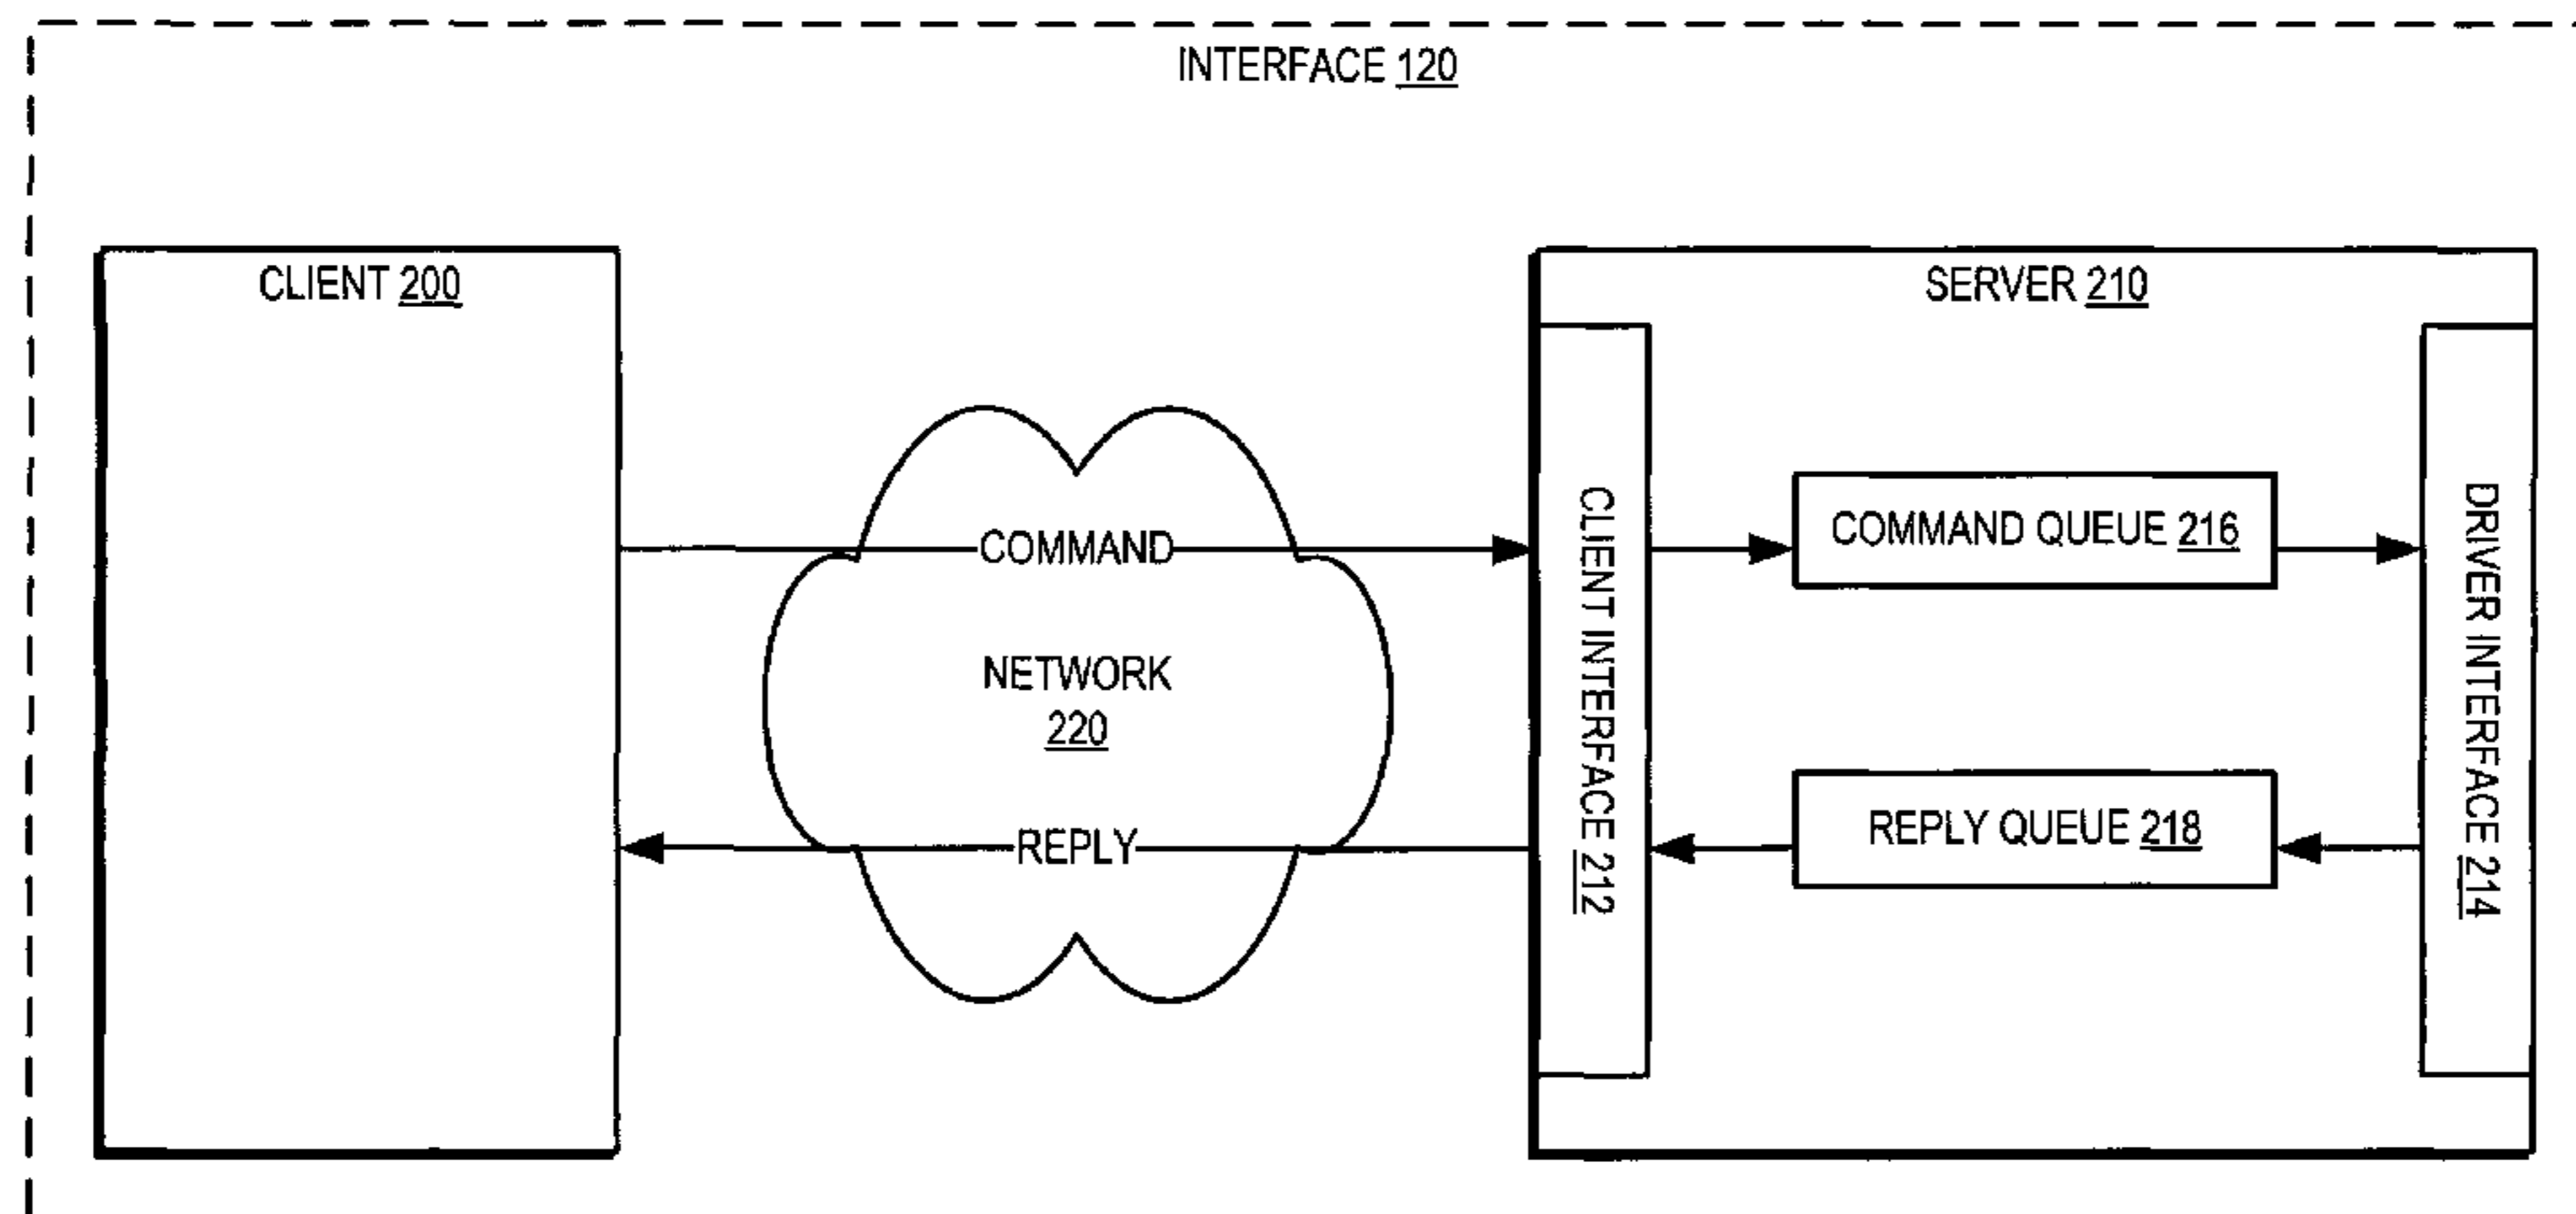 INTERFACE 120
CLIENT 200
SERVER 210
COMMAND
NETWORK
220
REPLY
CLIENT INTERFACE 212
COMMAND QUEUE 216
REPLY QUEUE 218
DRIVER INTERFACE 214